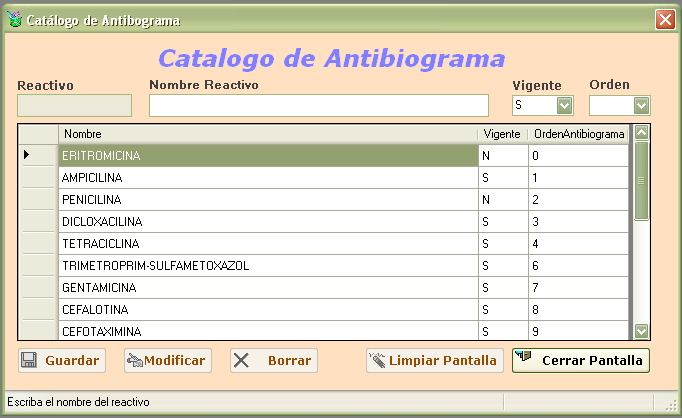 Catálogo de Antibograma
Catalogo de Antibiograma
Reactivo Nombre Reactivo Vigente Orden
S
Nombre Vigente OrdenAntibiograma
ERITROMICINA N 0
AMPICILINA S 1
PENICILINA N 2
DICLOXACILINA S 3
TETRACICLINA S 4
TRIMETROPRIM-SULFAMETOXAZOL S 6
GENTAMICINA S 7
CEFALOTINA S 8
CEFOTAXIMINA S 9
Guardar Modificar Borrar Limpiar Pantalla Cerrar Pantalla
Escriba el nombre del reactivo